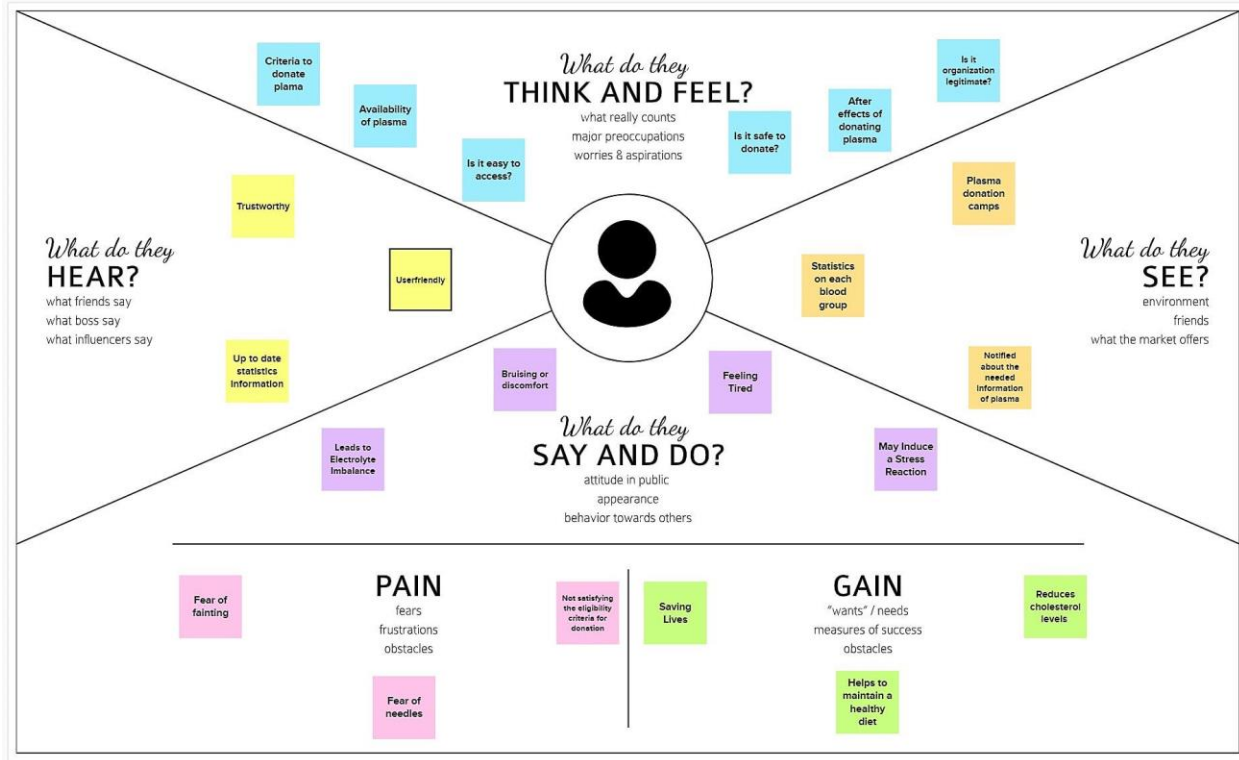 What do they
THINK AND FEEL?
what really counts
major preoccupations
worries & aspirations
Criteria to
donate
plama
Availability
of plasma
Is it easy to
access?
Is it safe to
donate?
After
effects of
donating
plasma
Is it
organization
legitimate?
What do they
HEAR?
what friends say
what boss say
what influencers say
Trustworthy
Userfriendly
Up to date
statistics
information
What do they
SEE?
environment
friends
what the market offers
Plasma
donation
camps
Statistics
on each
blood
group
Notified
about the
needed
information
of plasma
What do they
SAY AND DO?
attitude in public
appearance
behavior towards others
Bruising or
discomfort
Feeling
Tired
Leads to
Electrolyte
Imbalance
May Induce
a Stress
Reaction
PAIN
fears
frustrations
obstacles
Fear of
fainting
Not satisfying
the eligibility
criteria for
donation
Fear of
needles
GAIN
"wants" / needs
measures of success
obstacles
Saving
Lives
Reduces
cholesterol
levels
Helps to
maintain a
healthy
diet